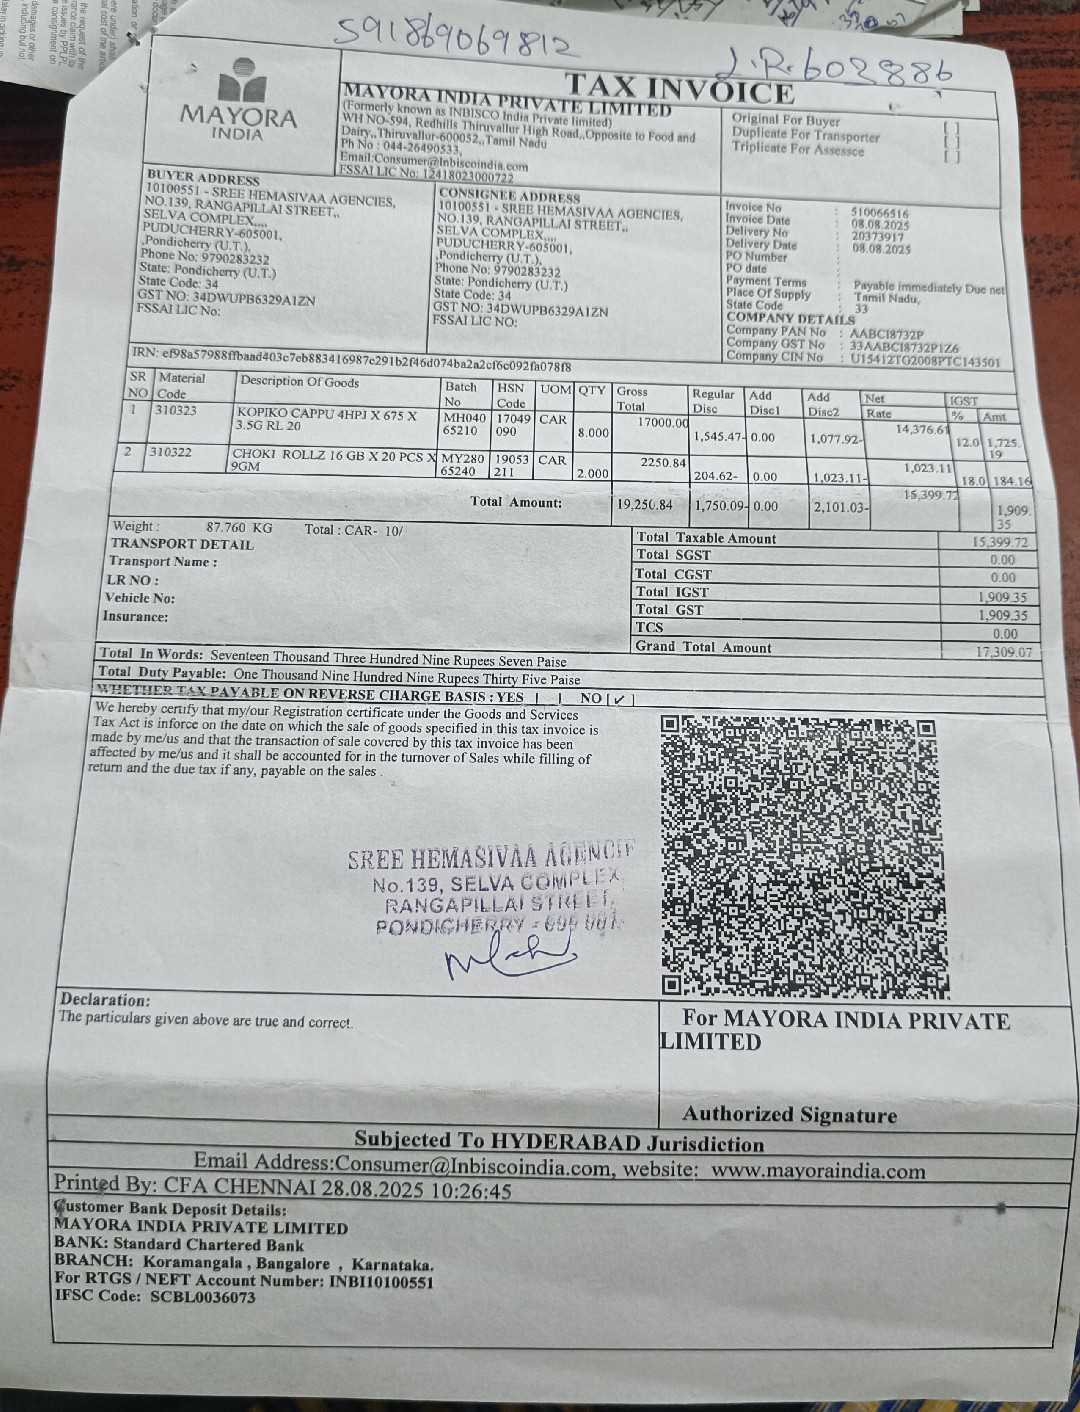 591869069812
L.R. 602886
MAYORA
INDIA
TAX INVOICE
MAYORA INDIA PRIVATE LIMITED
(Formerly known as INBISCO India Private limited)
WH NO-594, Redhills Thiruvallur High Road,,Opposite to Food and
Dairy,,Thiruvallur-600052,,Tamil Nadu
Ph No : 044-26490533,
Email:Consumer@Inbiscoindia.com
FSSAI LIC No: 12418023000722
Original For Buyer [ ]
Duplicate For Transporter [ ]
Triplicate For Assessee [ ]
BUYER ADDRESS
10100551 - SREE HEMASIVAA AGENCIES,
NO.139, RANGAPILLAI STREET,,
SELVA COMPLEX,,,,
PUDUCHERRY-605001,
,Pondicherry (U.T.),
Phone No: 9790283232
State: Pondicherry (U.T.)
State Code: 34
GST NO: 34DWUPB6329A1ZN
FSSAI LIC No:
CONSIGNEE ADDRESS
10100551 - SREE HEMASIVAA AGENCIES,
NO.139, RANGAPILLAI STREET,,
SELVA COMPLEX,,,,
PUDUCHERRY-605001,
,Pondicherry (U.T.),
Phone No: 9790283232
State: Pondicherry (U.T.)
State Code: 34
GST NO: 34DWUPB6329A1ZN
FSSAI LIC NO:
Invoice No : 510066516
Invoice Date : 08.08.2025
Delivery No : 20373917
Delivery Date : 08.08.2025
PO Number :
PO date :
Payment Terms : Payable immediately Due net
Place Of Supply : Tamil Nadu,
State Code : 33
COMPANY DETAILS
Company PAN No : AABCI8732P
Company GST No : 33AABCI8732P1Z6
Company CIN No : U15412TG2008PTC143501
IRN: ef98a57988ffbaad403c7eb883416987c291b2f46d074ba2a2cf6c092fa078f8
SR NO Material Code Description Of Goods Batch No HSN Code UOM QTY Gross Total Regular Disc Add Disc1 Add Disc2 Net Rate IGST % Amt
1 310323 KOPIKO CAPPU 4HPJ X 675 X 3.5G RL 20 MH040 65210 17049 090 CAR 8.000 17000.00 1,545.47- 0.00 1,077.92- 14,376.61 12.0 1,725.19
2 310322 CHOKI ROLLZ 16 GB X 20 PCS X 9GM MY280 65240 19053 211 CAR 2.000 2250.84 204.62- 0.00 1,023.11- 1,023.11 18.0 184.16
Total Amount: 19,250.84 1,750.09- 0.00 2,101.03- 15,399.72 1,909.35
Weight : 87.760 KG Total : CAR- 10/
TRANSPORT DETAIL
Transport Name :
LR NO :
Vehicle No:
Insurance:
Total Taxable Amount 15,399.72
Total SGST 0.00
Total CGST 0.00
Total IGST 1,909.35
Total GST 1,909.35
TCS 0.00
Grand Total Amount 17,309.07
Total In Words: Seventeen Thousand Three Hundred Nine Rupees Seven Paise
Total Duty Payable: One Thousand Nine Hundred Nine Rupees Thirty Five Paise
WHETHER TAX PAYABLE ON REVERSE CHARGE BASIS : YES [ ] NO [✓]
We hereby certify that my/our Registration certificate under the Goods and Services
Tax Act is inforce on the date on which the sale of goods specified in this tax invoice is
made by me/us and that the transaction of sale covered by this tax invoice has been
affected by me/us and it shall be accounted for in the turnover of Sales while filling of
return and the due tax if any, payable on the sales .
SREE HEMASIVAA AGENCIE
No.139, SELVA COMPLEX,
RANGAPILLAI STREET,
PONDICHERRY -
Declaration:
The particulars given above are true and correct.
For MAYORA INDIA PRIVATE
LIMITED
Authorized Signature
Subjected To HYDERABAD Jurisdiction
Email Address:Consumer@Inbiscoindia.com, website: www.mayoraindia.com
Printed By: CFA CHENNAI 28.08.2025 10:26:45
Customer Bank Deposit Details:
MAYORA INDIA PRIVATE LIMITED
BANK: Standard Chartered Bank
BRANCH: Koramangala , Bangalore , Karnataka.
For RTGS / NEFT Account Number: INBI10100551
IFSC Code: SCBL0036073